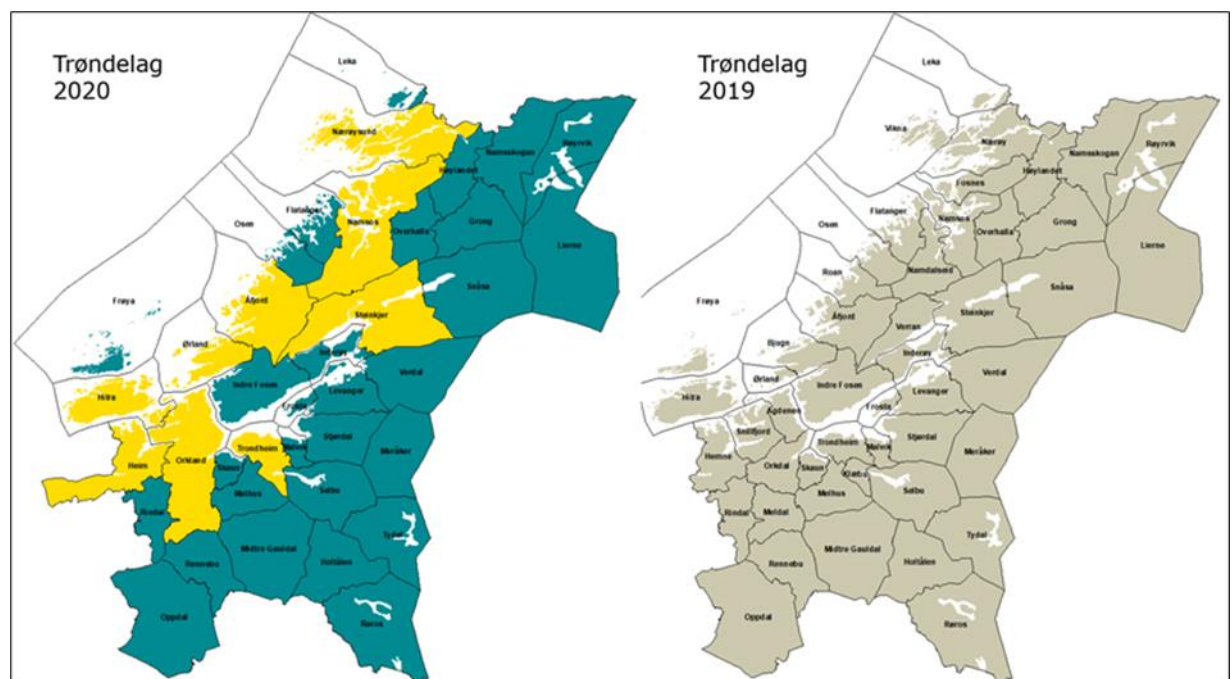 Trøndelag
2020
Leka
Nærøysund
Namsskogan
Røyrvik
Høylandet
Flatanger
Osen
Namsos
Overhalla
Grong
Lierne
Snåsa
Frøya
Åfjord
Steinkjer
Ørland
Inderøy
Verdal
Hitra
Indre Fosen
Levanger
Frosta
Stjørdal
Meråker
Trondheim
Malvik
Heim
Orkland
Skaun
Melhus
Selbu
Rindal
Tydal
Midtre Gauldal
Holtålen
Rennebu
Oppdal
Røros
Trøndelag
2019
Leka
Vikna
Nærøy
Namsskogan
Røyrvik
Høylandet
Fosnes
Flatanger
Namsos
Osen
Overhalla
Grong
Lierne
Roan
Namdalseid
Snåsa
Frøya
Åfjord
Verran
Steinkjer
Bjugn
Inderøy
Verdal
Ørland
Hitra
Indre Fosen
Levanger
Agdenes
Frosta
Snillfjord
Stjørdal
Trondheim
Malvik
Meråker
Hemne
Orkdal
Skaun
Klæbu
Melhus
Selbu
Rindal
Meldal
Tydal
Midtre Gauldal
Holtålen
Rennebu
Oppdal
Røros